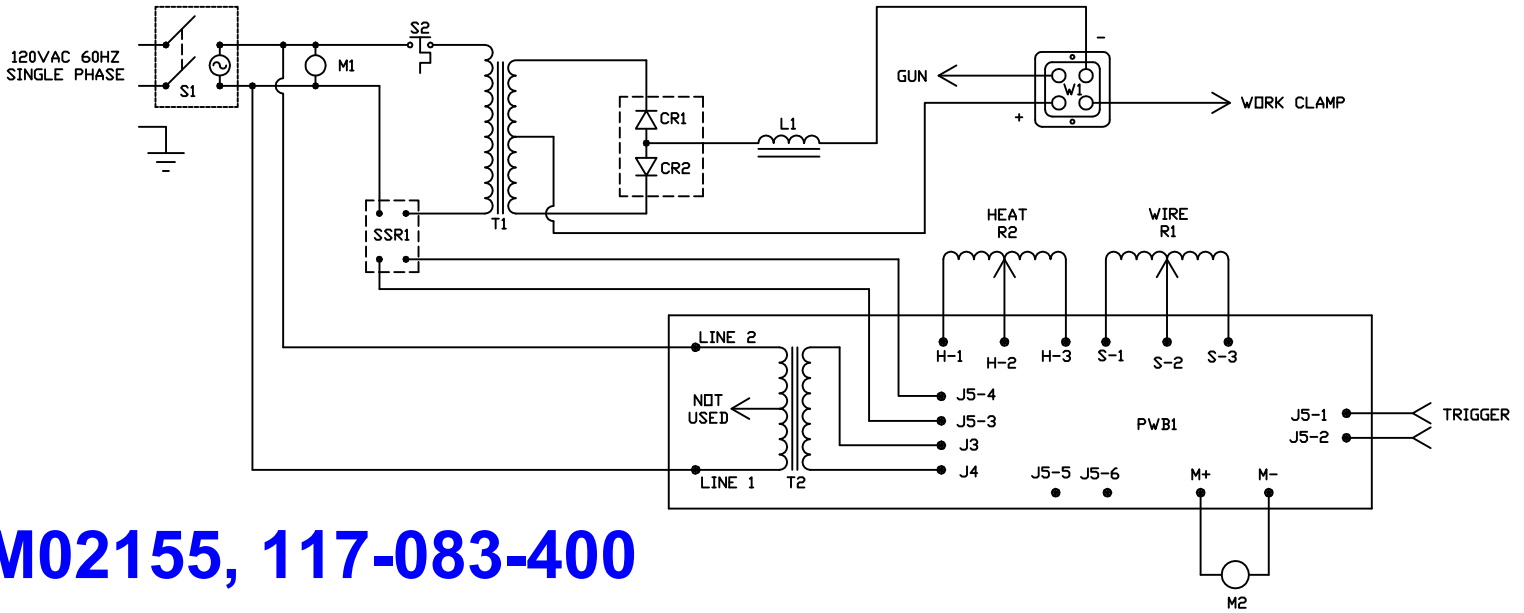 120VAC 60HZ
SINGLE PHASE
S1
M1
S2
T1
CR1
CR2
L1
GUN
W1
-
+
WORK CLAMP
SSR1
HEAT
R2
WIRE
R1
LINE 2
H-1
H-2
H-3
S-1
S-2
S-3
NOT
USED
J5-4
J5-3
J3
J4
PWB1
J5-1
J5-2
TRIGGER
LINE 1
T2
J5-5
J5-6
M+
M-
M2
M02155, 117-083-400